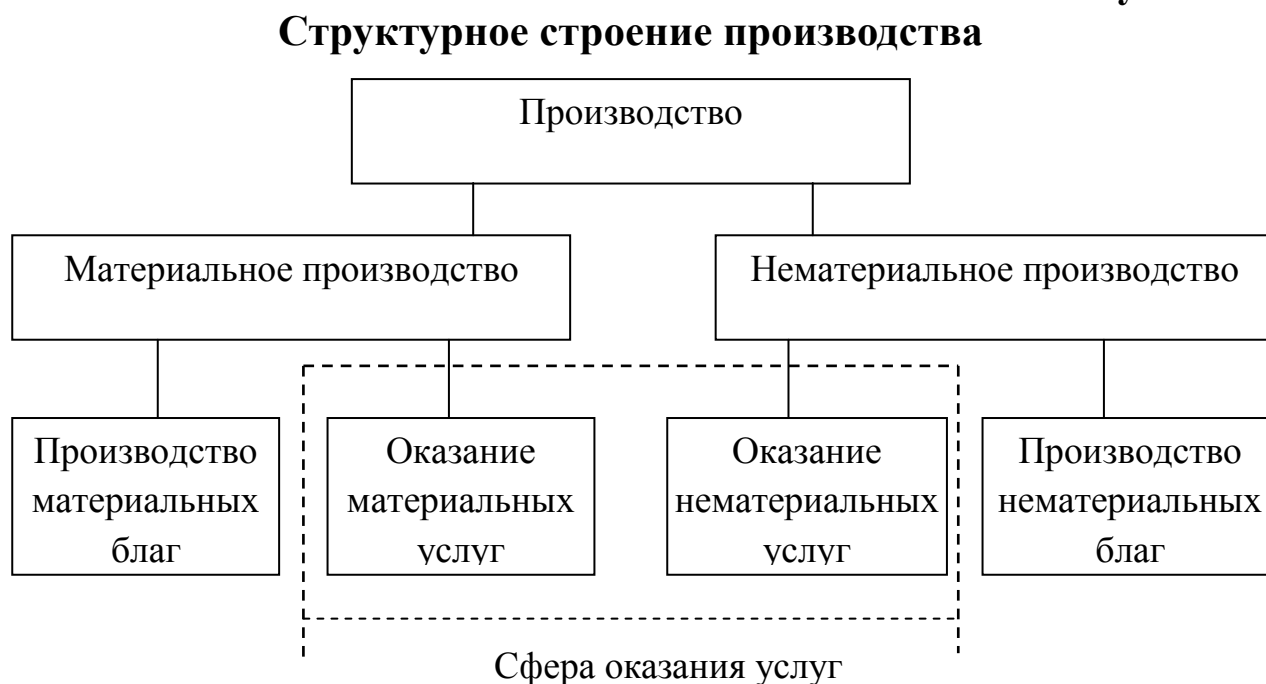 Структурное строение производства
Производство
Материальное производство
Нематериальное производство
Производство
материальных
благ
Оказание
материальных
услуг
Оказание
нематериальных
услуг
Производство
нематериальных
благ
Сфера оказания услуг